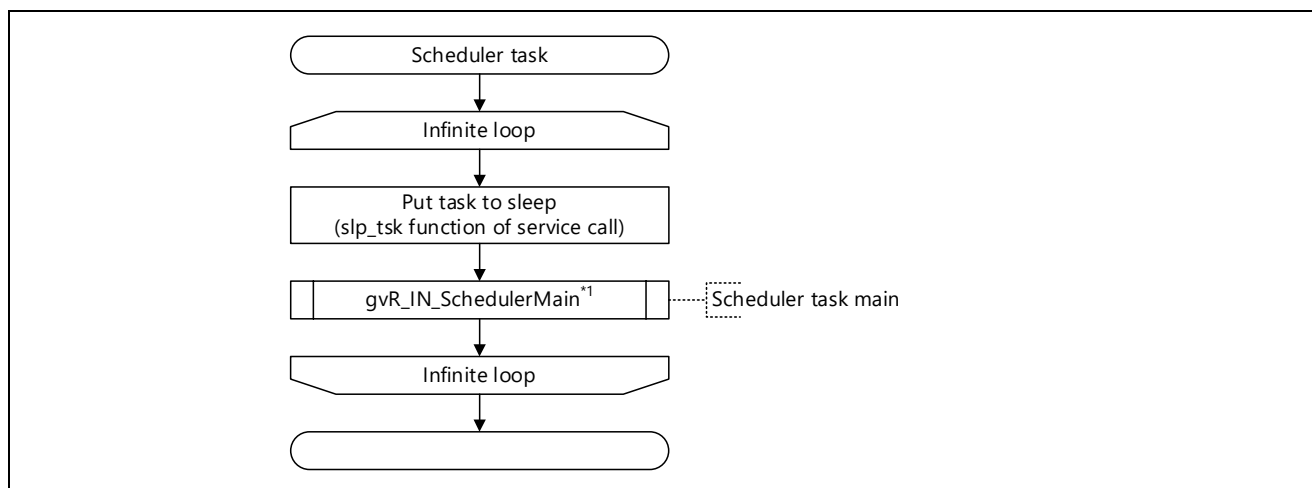 Scheduler task
Infinite loop
Put task to sleep
(slp_tsk function of service call)
gvR_IN_SchedulerMain*1
Scheduler task main
Infinite loop